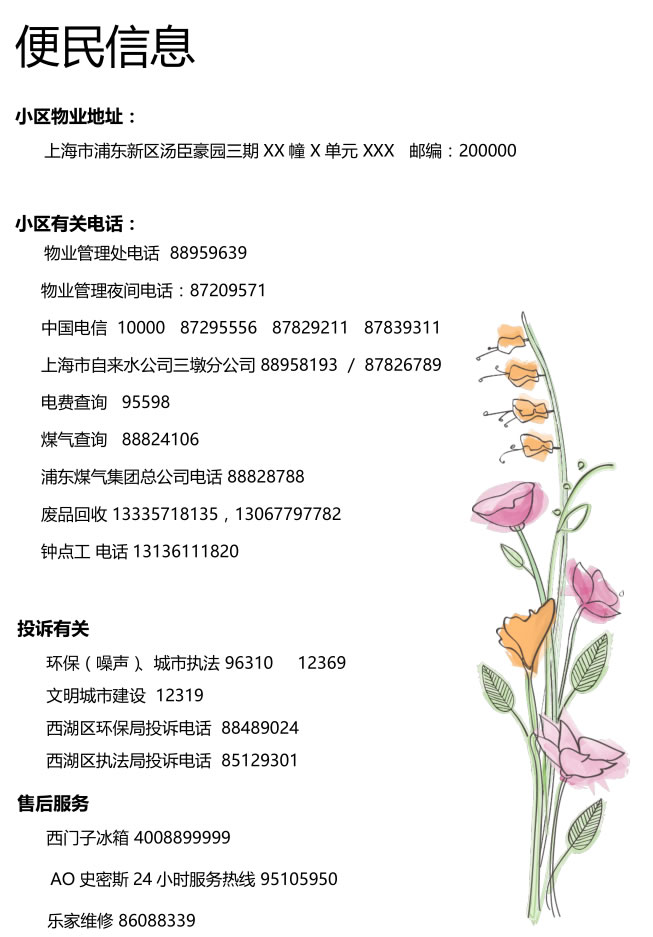 便民信息
小区物业地址：
上海市浦东新区汤臣豪园三期 XX 幢 X 单元 XXX 邮编：200000
小区有关电话：
物业管理处电话 88959639
物业管理夜间电话：87209571
中国电信 10000 87295556 87829211 87839311
上海市自来水公司三墩分公司 88958193 / 87826789
电费查询 95598
煤气查询 88824106
浦东煤气集团总公司电话 88828788
废品回收 13335718135，13067797782
钟点工 电话 13136111820
投诉有关
环保（噪声）、城市执法 96310 12369
文明城市建设 12319
西湖区环保局投诉电话 88489024
西湖区执法局投诉电话 85129301
售后服务
西门子冰箱 4008899999
AO 史密斯 24 小时服务热线 95105950
乐家维修 86088339